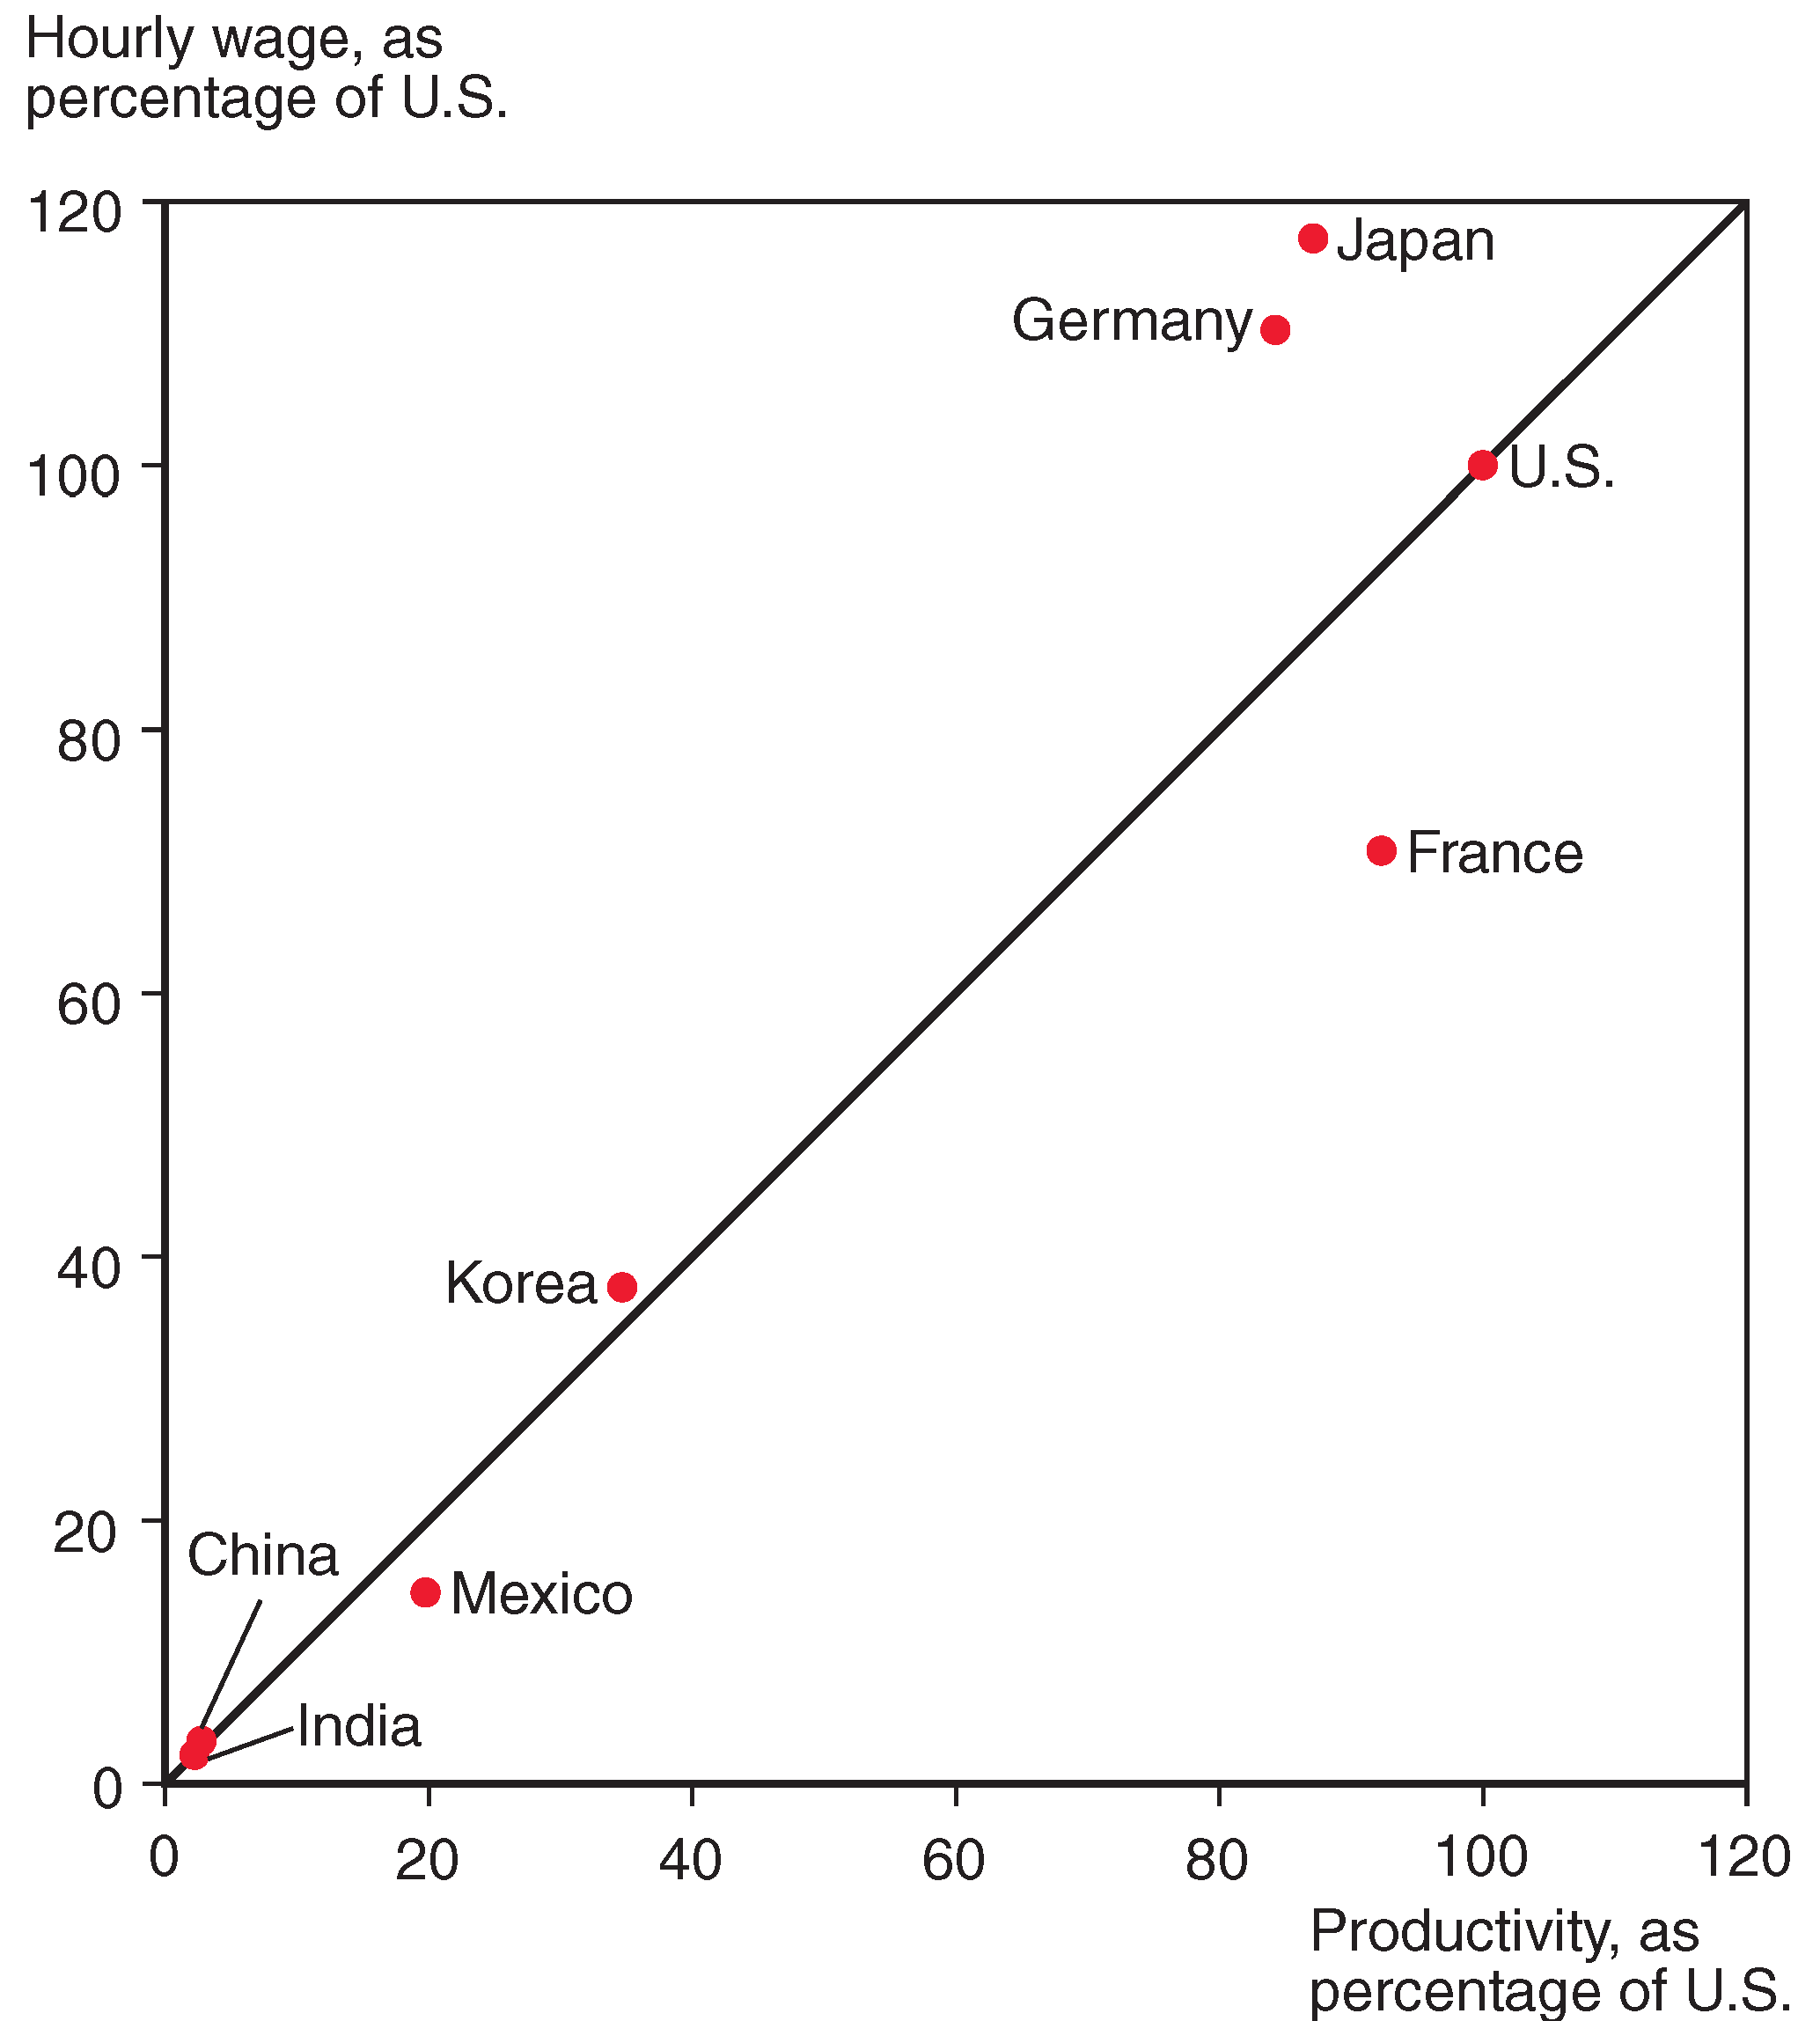 Hourly wage, as
percentage of U.S.
120
Japan
Germany
100
U.S.
80
France
60
40
Korea
20
China
Mexico
India
0
0 20 40 60 80 100 120
Productivity, as
percentage of U.S.